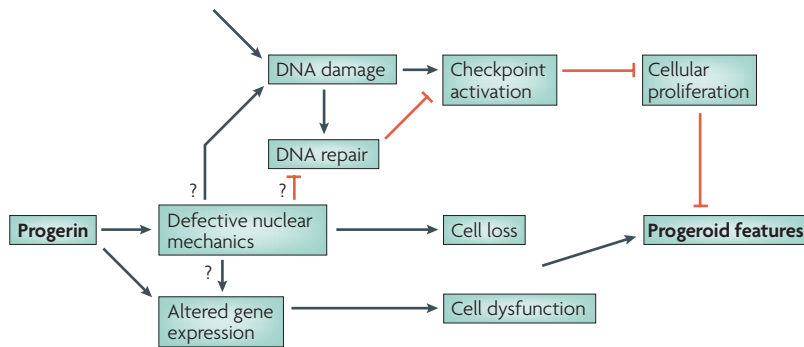 DNA damage
Checkpoint
activation
Cellular
proliferation
DNA repair
?
?
Progerin
Defective nuclear
mechanics
Cell loss
Progeroid features
?
Altered gene
expression
Cell dysfunction